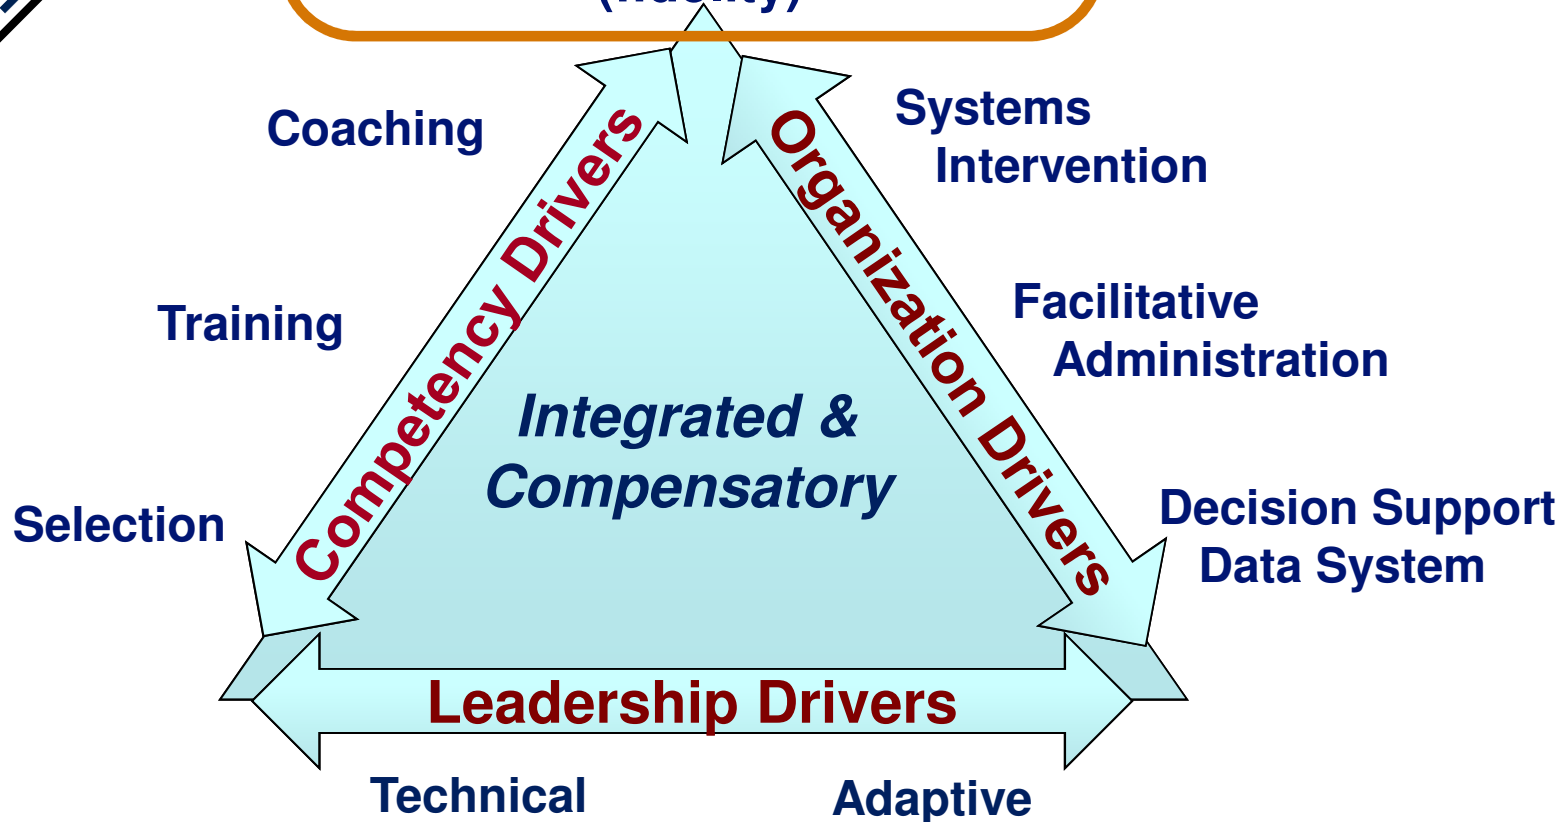 (fidelity)
Coaching
Systems
Intervention
Competency Drivers
Organization Drivers
Training
Facilitative
Administration
Integrated &
Compensatory
Selection
Decision Support
Data System
Leadership Drivers
Technical
Adaptive